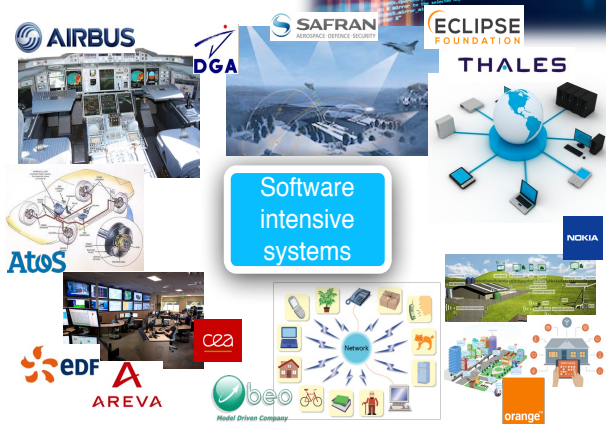 SAFRAN
AEROSPACE · DEFENCE · SECURITY
ECLIPSE
FOUNDATION
AIRBUS
DGA
THALES
Software
intensive
systems
Atos
NOKIA
Network
cea
eDF
AREVA
obeo
Model Driven Company
orange™